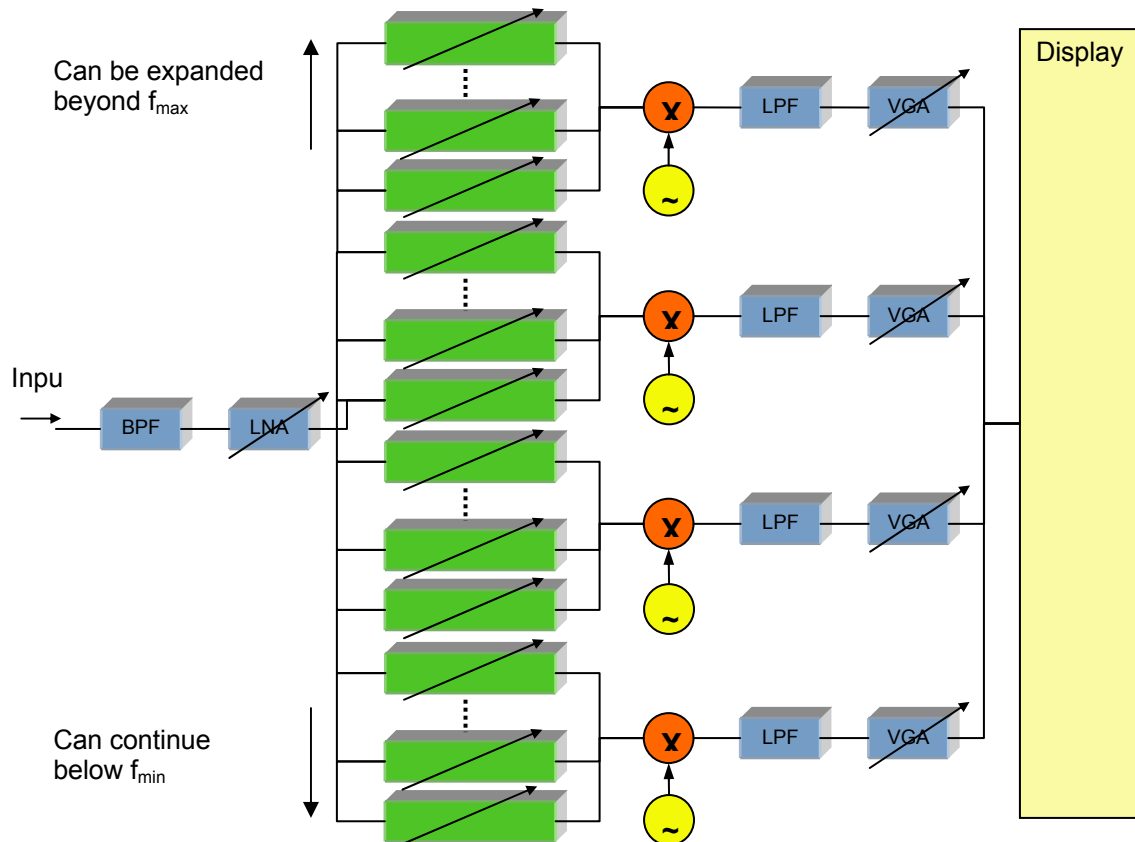 Can be expanded
beyond fmax
Display
X
LPF
VGA
~
X
LPF
VGA
~
Inpu
BPF
LNA
X
LPF
VGA
~
Can continue
below fmin
X
LPF
VGA
~